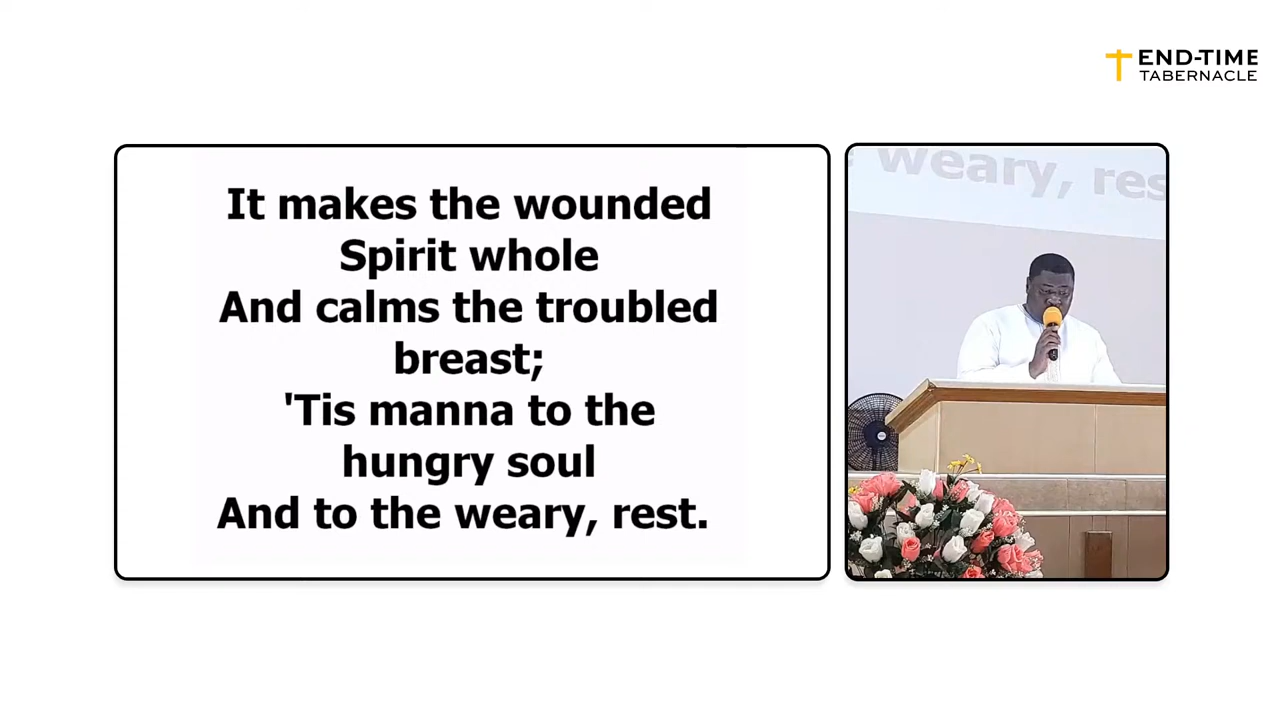 END-TIME
TABERNACLE
It makes the wounded
Spirit whole
And calms the troubled
breast;
'Tis manna to the
hungry soul
And to the weary, rest.
weary, res